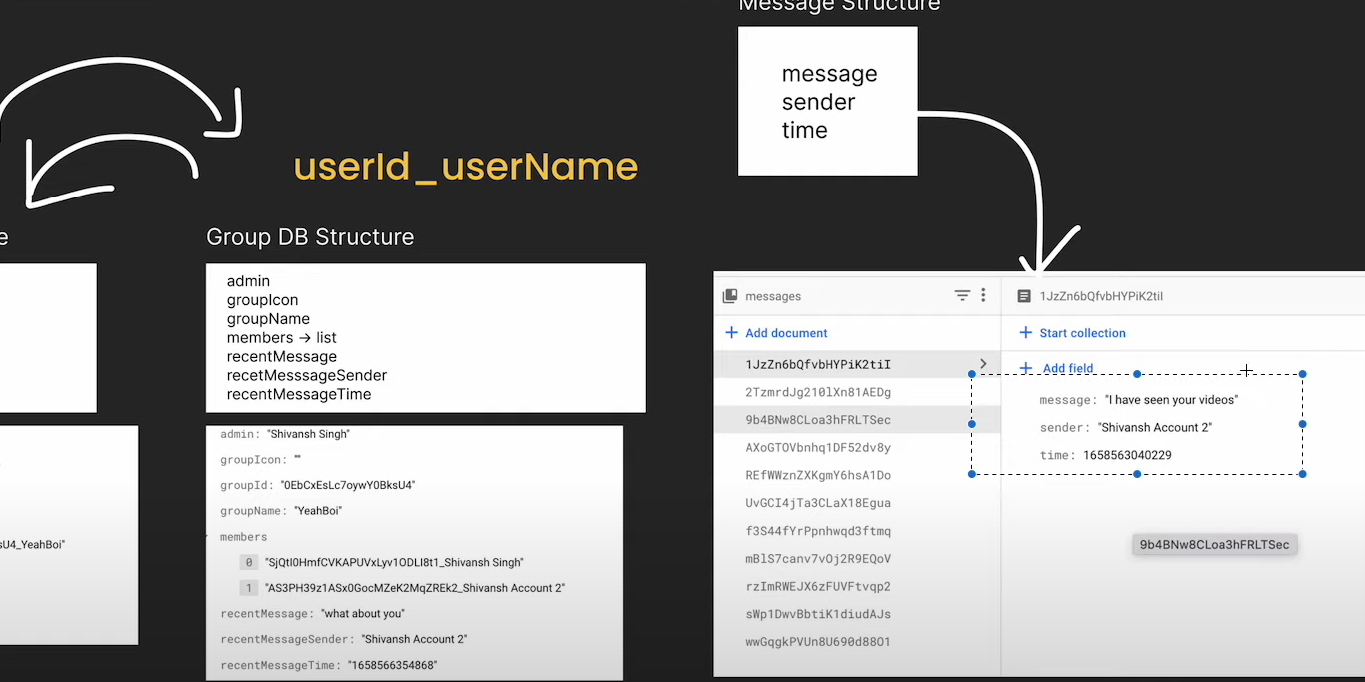 Message Structure
message
sender
time
userId_userName
e
Group DB Structure
admin
groupIcon
groupName
members → list
recentMessage
recetMesssageSender
recentMessageTime
admin: "Shivansh Singh"
groupIcon: ""
groupId: "0EbCxEsLc7oywY0BksU4"
groupName: "YeahBoi"
members
0 "SjQtI0HmfCVKAPUVxLyv1ODLI8t1_Shivansh Singh"
1 "AS3PH39z1ASx0GocMZeK2MqZREk2_Shivansh Account 2"
recentMessage: "what about you"
recentMessageSender: "Shivansh Account 2"
recentMessageTime: "1658566354868"
sU4_YeahBoi"
messages
Add document
1JzZn6bQfvbHYPiK2tiI
2TzmrdJg210lXn81AEDg
9b4BNw8CLoa3hFRLTSec
AXoGTOVbnhq1DF52dv8y
REfWWznZXKgmY6hsA1Do
UvGCI4jTa3CLaX18Egua
f3S44fYrPpnhwqd3ftmq
mBlS7canv7vOj2R9EQoV
rzImRWEJX6zFUVFtvqp2
sWp1DwvBbtiK1diudAJs
wwGqgkPVUn8U690d88O1
1JzZn6bQfvbHYPiK2tiI
Start collection
Add field
message: "I have seen your videos"
sender: "Shivansh Account 2"
time: 1658563040229
9b4BNw8CLoa3hFRLTSec